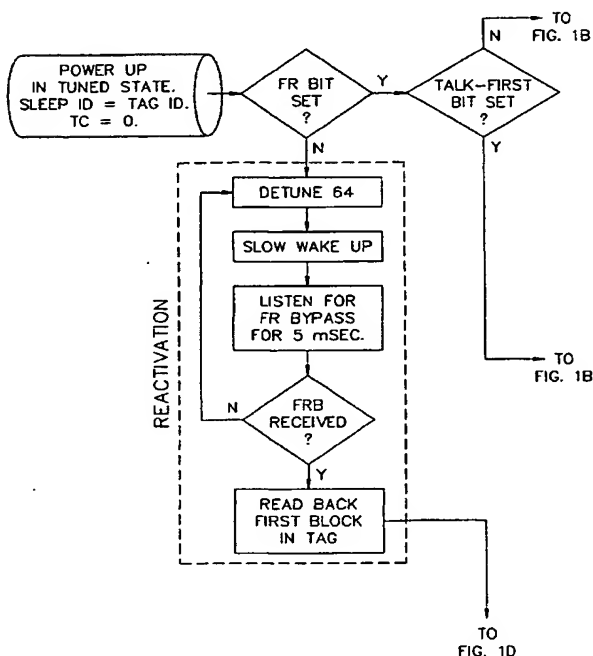 TO
FIG. 1B
N
POWER UP
IN TUNED STATE.
SLEEP ID = TAG ID.
TC = 0.
FR BIT
SET
?
Y
TALK-FIRST
BIT SET
?
N
Y
DETUNE 64
SLOW WAKE UP
LISTEN FOR
FR BYPASS
FOR 5 mSEC.
TO
FIG. 1B
REACTIVATION
N
FRB
RECEIVED
?
Y
READ BACK
FIRST BLOCK
IN TAG
TO
FIG. 1D